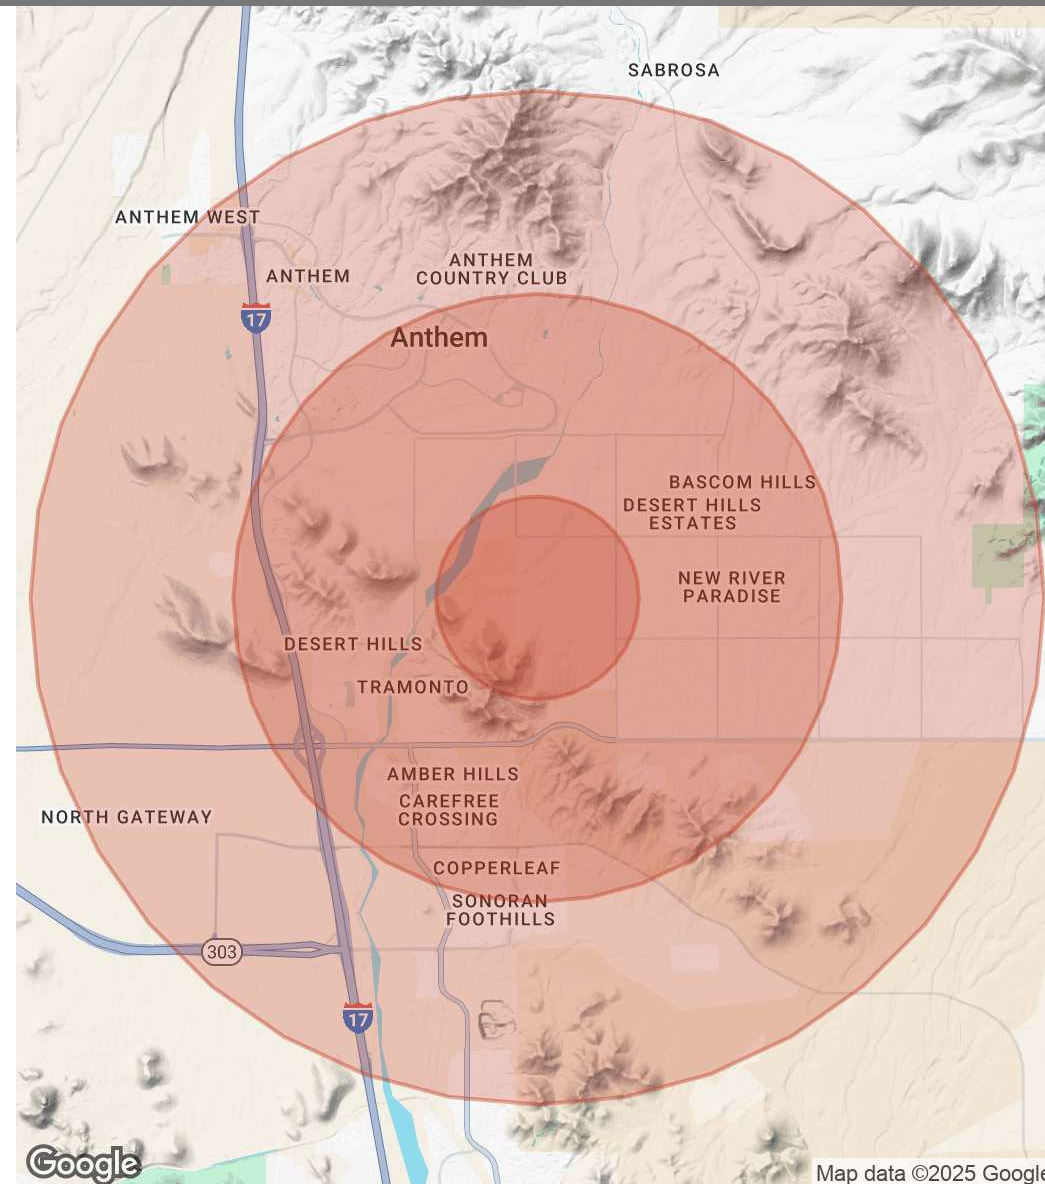 SABROSA
ANTHEM WEST
ANTHEM
ANTHEM
COUNTRY CLUB
17
Anthem
BASCOM HILLS
DESERT HILLS
ESTATES
NEW RIVER
PARADISE
DESERT HILLS
TRAMONTO
AMBER HILLS
CAREFREE
CROSSING
NORTH GATEWAY
COPPERLEAF
SONORAN
FOOTHILLS
303
17
Google
Map data ©2025 Google